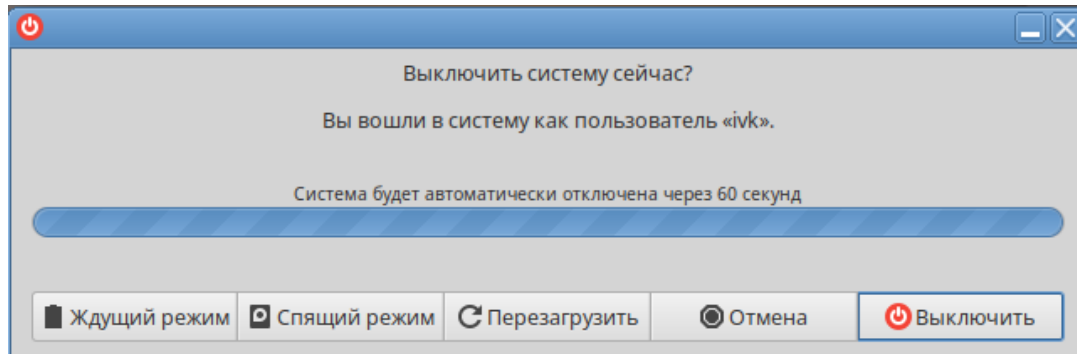 Выключить систему сейчас?
Вы вошли в систему как пользователь «ivk».
Система будет автоматически отключена через 60 секунд
Ждущий режим Спящий режим Перезагрузить Отмена Выключить